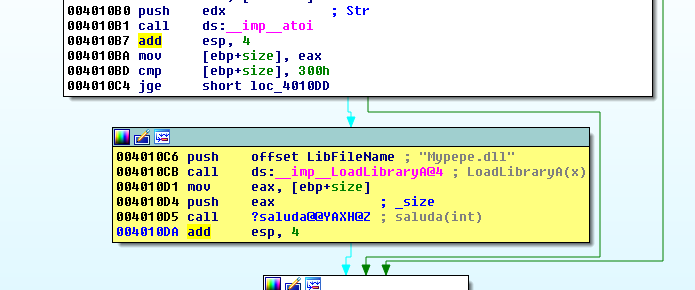 004010B0 push    edx             ; Str
004010B1 call    ds:__imp__atoi
004010B7 add     esp, 4
004010BA mov     [ebp+size], eax
004010BD cmp     [ebp+size], 300h
004010C4 jge     short loc_4010DD
004010C6 push    offset LibFileName ; "Mypepe.dll"
004010CB call    ds:__imp__LoadLibraryA@4 ; LoadLibraryA(x)
004010D1 mov     eax, [ebp+size]
004010D4 push    eax             ; _size
004010D5 call    ?saluda@@YAXH@Z ; saluda(int)
004010DA add     esp, 4